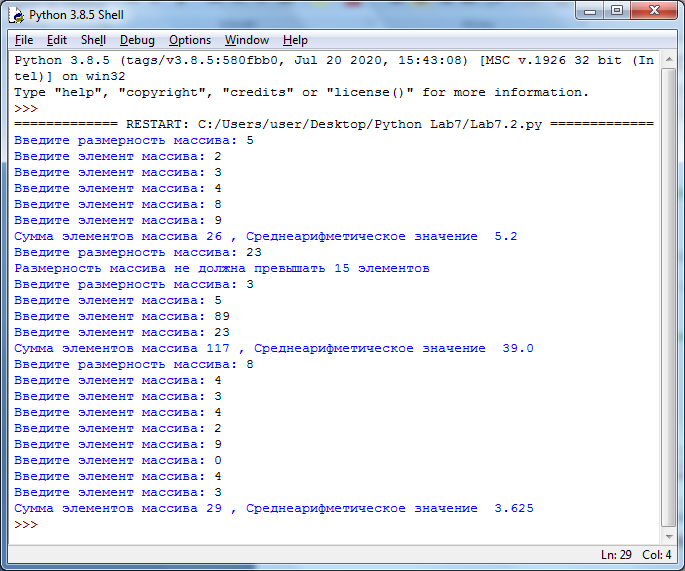 Python 3.8.5 Shell
File Edit Shell Debug Options Window Help
Python 3.8.5 (tags/v3.8.5:580fbb0, Jul 20 2020, 15:43:08) [MSC v.1926 32 bit (In
tel)] on win32
Type "help", "copyright", "credits" or "license()" for more information.
>>>
============= RESTART: C:/Users/user/Desktop/Python Lab7/Lab7.2.py =============
Введите размерность массива: 5
Введите элемент массива: 2
Введите элемент массива: 3
Введите элемент массива: 4
Введите элемент массива: 8
Введите элемент массива: 9
Сумма элементов массива 26 , Среднеарифметическое значение  5.2
Введите размерность массива: 23
Размерность массива не должна превышать 15 элементов
Введите размерность массива: 3
Введите элемент массива: 5
Введите элемент массива: 89
Введите элемент массива: 23
Сумма элементов массива 117 , Среднеарифметическое значение  39.0
Введите размерность массива: 8
Введите элемент массива: 4
Введите элемент массива: 3
Введите элемент массива: 4
Введите элемент массива: 2
Введите элемент массива: 9
Введите элемент массива: 0
Введите элемент массива: 4
Введите элемент массива: 3
Сумма элементов массива 29 , Среднеарифметическое значение  3.625
>>>
Ln: 29 Col: 4